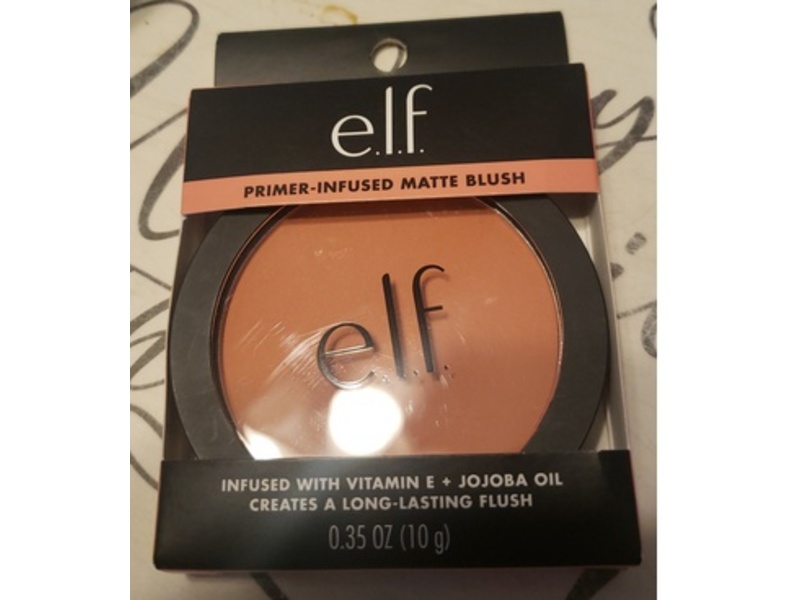 e.l.f.
PRIMER-INFUSED MATTE BLUSH
e.l.f.
INFUSED WITH VITAMIN E + JOJOBA OIL
CREATES A LONG-LASTING FLUSH
0.35 OZ (10 g)